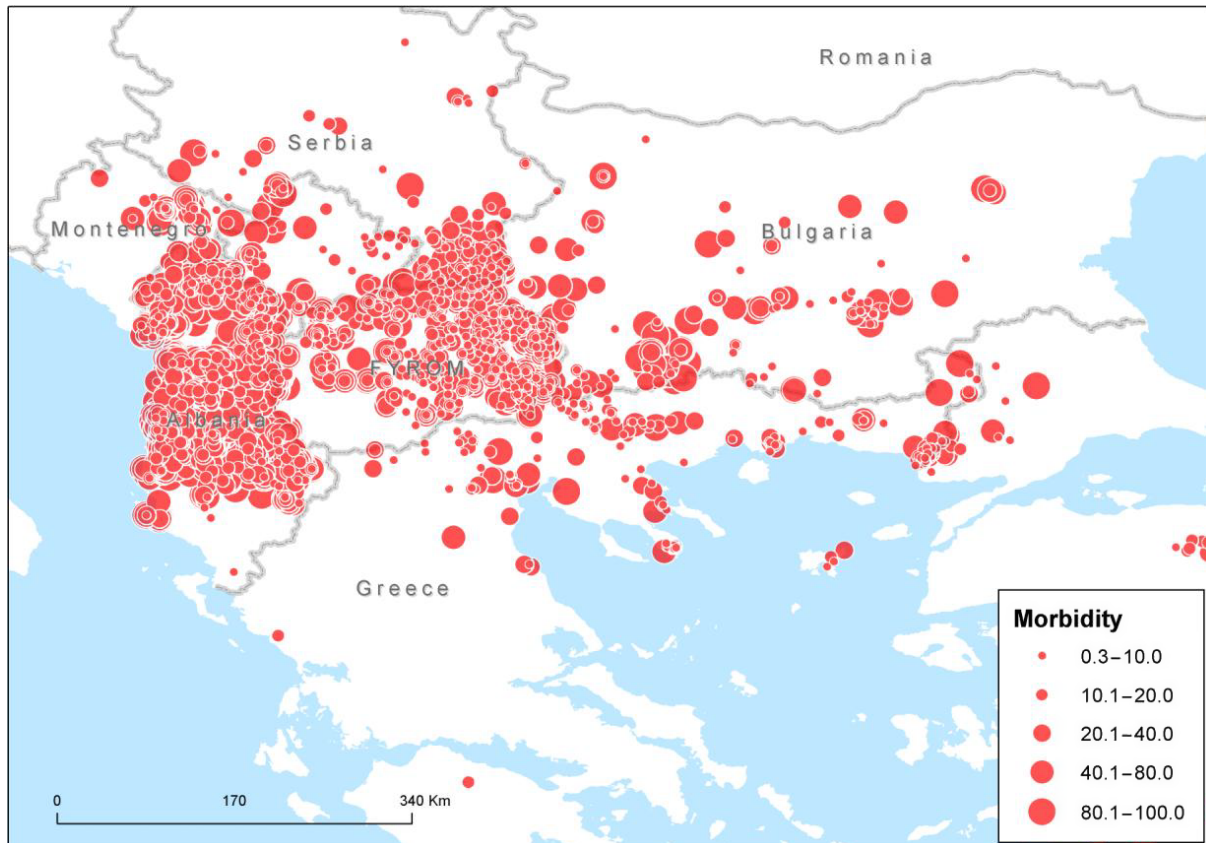 Romania
Serbia
Montenegro
Bulgaria
FYROM
Albania
Greece
Morbidity
0.3–10.0
10.1–20.0
20.1–40.0
40.1–80.0
80.1–100.0
0 170 340 Km